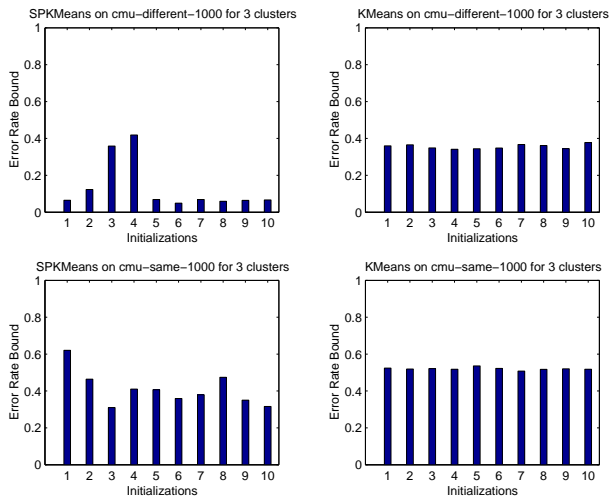 SPKMeans on cmu−different−1000 for 3 clusters
1
0.8
0.6
0.4
0.2
0
Error Rate Bound
1 2 3 4 5 6 7 8 9 10
Initializations
KMeans on cmu−different−1000 for 3 clusters
1
0.8
0.6
0.4
0.2
0
Error Rate Bound
1 2 3 4 5 6 7 8 9 10
Initializations
SPKMeans on cmu−same−1000 for 3 clusters
1
0.8
0.6
0.4
0.2
0
Error Rate Bound
1 2 3 4 5 6 7 8 9 10
Initializations
KMeans on cmu−same−1000 for 3 clusters
1
0.8
0.6
0.4
0.2
0
Error Rate Bound
1 2 3 4 5 6 7 8 9 10
Initializations